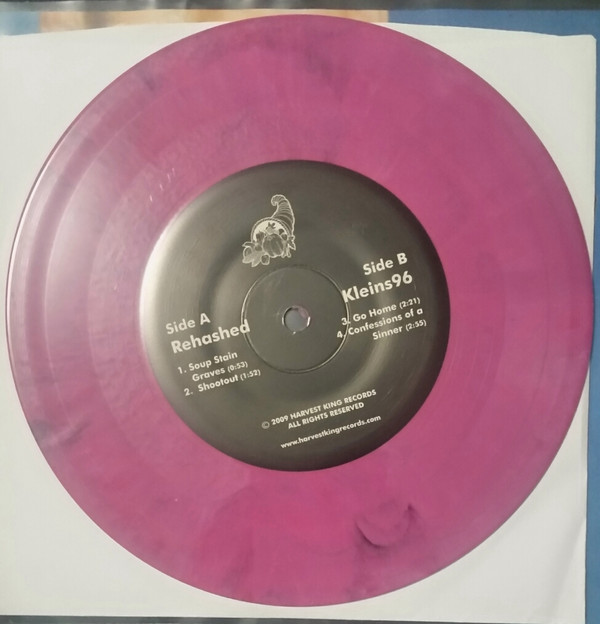 Side A
Rehashed
1. Soup Stain
Graves (0:53)
2. Shootout (1:52)
Side B
Kleins96
3. Go Home (2:21)
4. Confessions of a
Sinner (2:55)
© 2009 HARVEST KING RECORDS
ALL RIGHTS RESERVED
www.harvestkingrecords.com